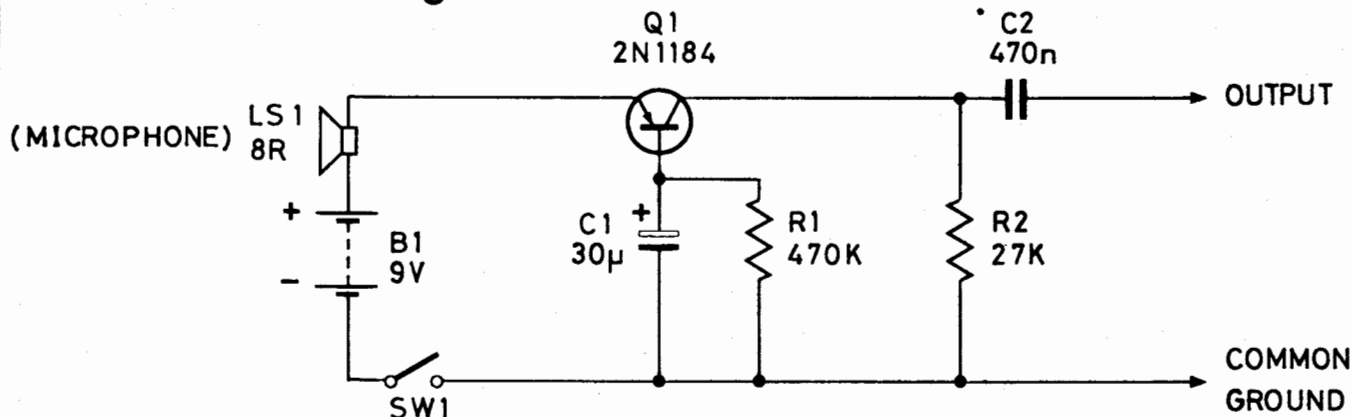 Q1
2N1184
C2
470n
OUTPUT
(MICROPHONE)
LS1
8R
+
B1
9V
-
C1
30µ
+
R1
470K
R2
27K
SW1
COMMON
GROUND